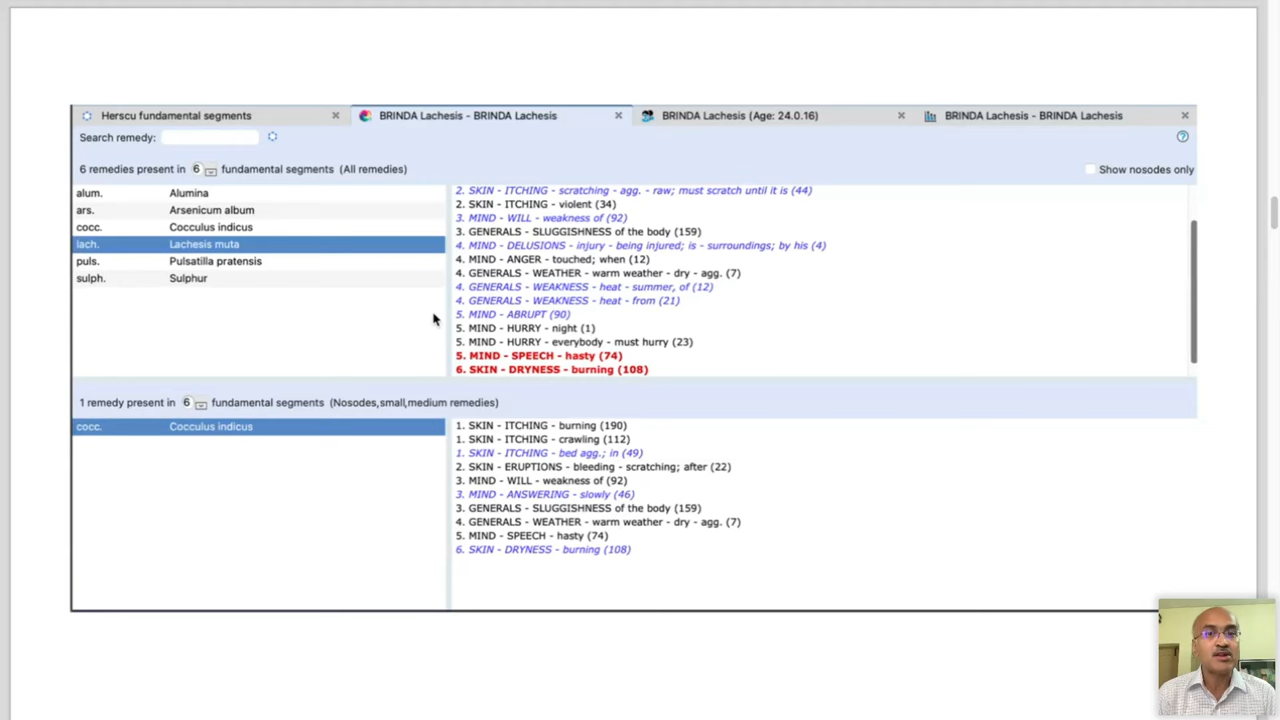 Herscu fundamental segments
BRINDA Lachesis - BRINDA Lachesis
BRINDA Lachesis (Age: 24.0.16)
BRINDA Lachesis - BRINDA Lachesis
Search remedy:
6 remedies present in 6 fundamental segments (All remedies)
Show nosodes only
alum. Alumina
ars. Arsenicum album
cocc. Cocculus indicus
lach. Lachesis muta
puls. Pulsatilla pratensis
sulph. Sulphur
2. SKIN - ITCHING - scratching - agg. - raw; must scratch until it is (44)
2. SKIN - ITCHING - violent (34)
3. MIND - WILL - weakness of (92)
3. GENERALS - SLUGGISHNESS of the body (159)
4. MIND - DELUSIONS - injury - being injured; is - surroundings; by his (4)
4. MIND - ANGER - touched; when (12)
4. GENERALS - WEATHER - warm weather - dry - agg. (7)
4. GENERALS - WEAKNESS - heat - summer, of (12)
4. GENERALS - WEAKNESS - heat - from (21)
5. MIND - ABRUPT (90)
5. MIND - HURRY - night (1)
5. MIND - HURRY - everybody - must hurry (23)
5. MIND - SPEECH - hasty (74)
6. SKIN - DRYNESS - burning (108)
1 remedy present in 6 fundamental segments (Nosodes,small,medium remedies)
cocc. Cocculus indicus
1. SKIN - ITCHING - burning (190)
1. SKIN - ITCHING - crawling (112)
1. SKIN - ITCHING - bed agg.; in (49)
2. SKIN - ERUPTIONS - bleeding - scratching; after (22)
3. MIND - WILL - weakness of (92)
3. MIND - ANSWERING - slowly (46)
3. GENERALS - SLUGGISHNESS of the body (159)
4. GENERALS - WEATHER - warm weather - dry - agg. (7)
5. MIND - SPEECH - hasty (74)
6. SKIN - DRYNESS - burning (108)